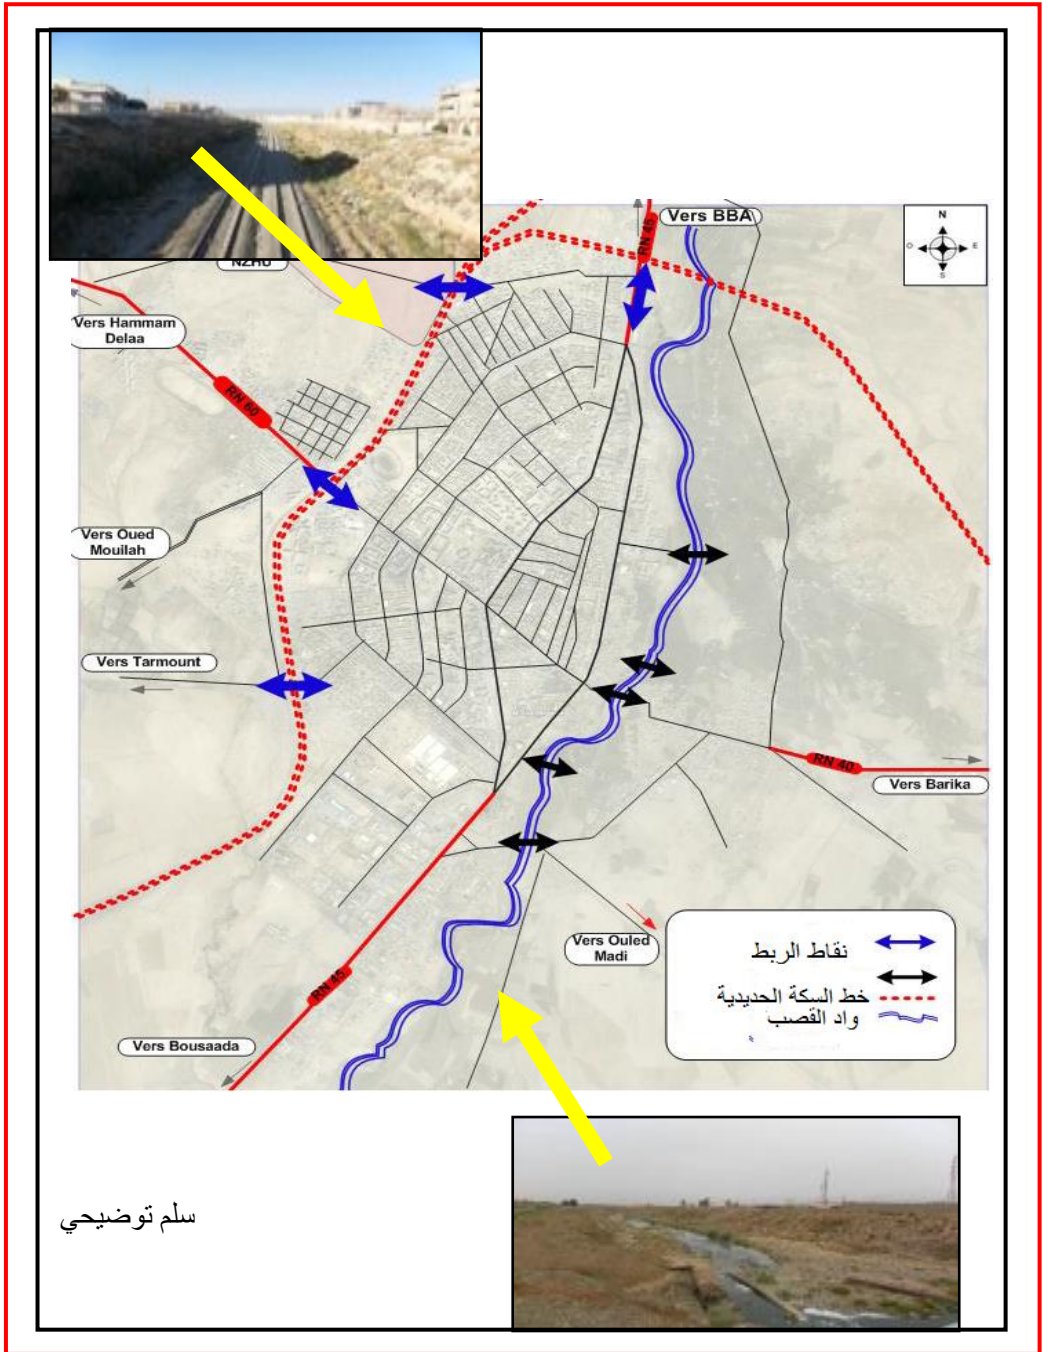 Vers BBA
RN 45
N
O
E
S
NZHU
Vers Hammam
Delaa
RN 60
Vers Oued
Mouilah
Vers Tarmount
RN 40
Vers Barika
Vers Ouled
Madi
RN 45
Vers Bousaada
نقاط الربط
خط السكة الحديدية
واد القصب
سلم توضيحي